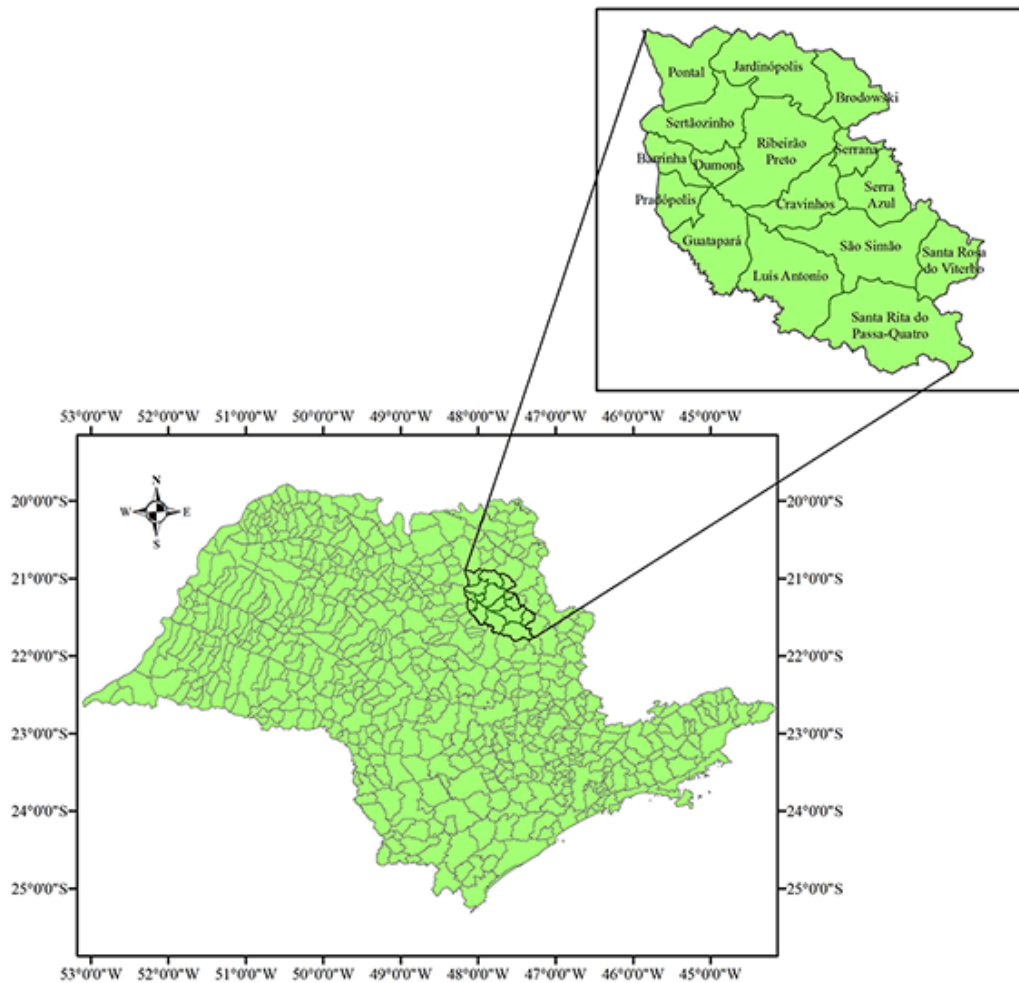 Pontal
Jardinópolis
Brodowski
Sertãozinho
Ribeirão
Preto
Serrana
Barrinha
Dumont
Serra
Azul
Pradópolis
Cravinhos
Guatapará
São Simão
Santa Rosa
do Viterbo
Luis Antonio
Santa Rita do
Passa-Quatro
53°0'0"W 52°0'0"W 51°0'0"W 50°0'0"W 49°0'0"W 48°0'0"W 47°0'0"W 46°0'0"W 45°0'0"W
N
W E
S
20°0'0"S 20°0'0"S
21°0'0"S 21°0'0"S
22°0'0"S 22°0'0"S
23°0'0"S 23°0'0"S
24°0'0"S 24°0'0"S
25°0'0"S 25°0'0"S
53°0'0"W 52°0'0"W 51°0'0"W 50°0'0"W 49°0'0"W 48°0'0"W 47°0'0"W 46°0'0"W 45°0'0"W